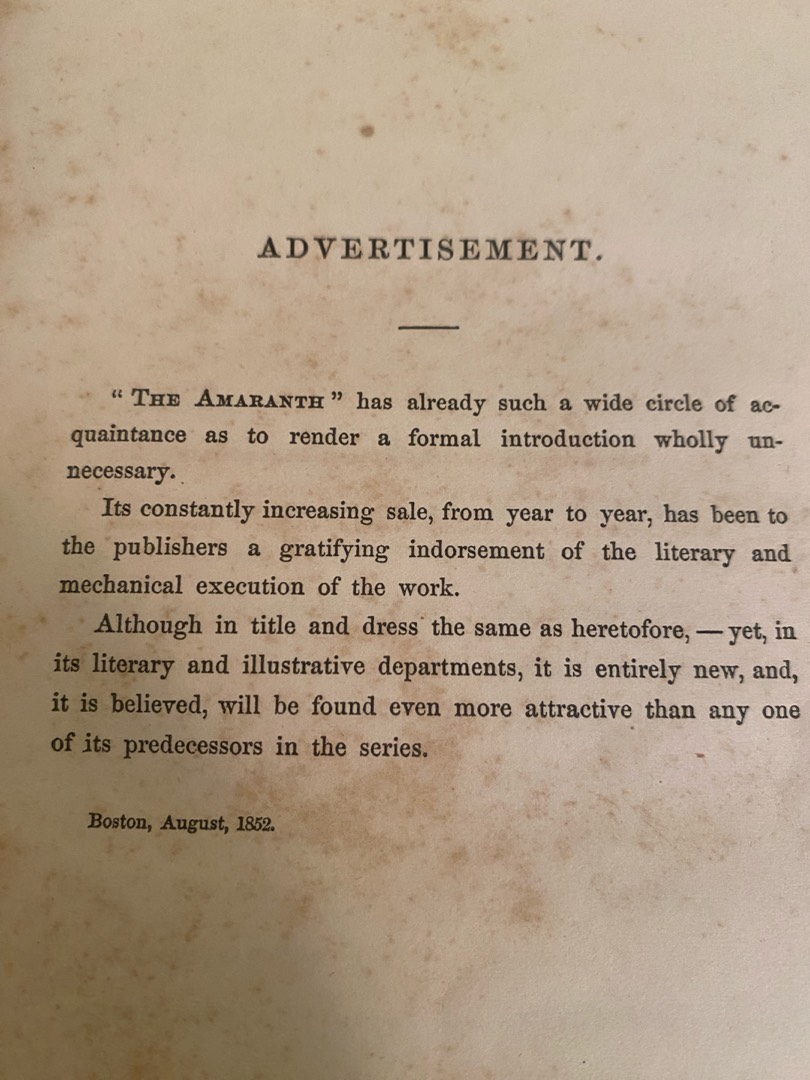 ADVERTISEMENT.
“ THE AMARANTH ” has already such a wide circle of ac-
quaintance as to render a formal introduction wholly un-
necessary.
Its constantly increasing sale, from year to year, has been to
the publishers a gratifying indorsement of the literary and
mechanical execution of the work.
Although in title and dress the same as heretofore, — yet, in
its literary and illustrative departments, it is entirely new, and,
it is believed, will be found even more attractive than any one
of its predecessors in the series.
Boston, August, 1852.